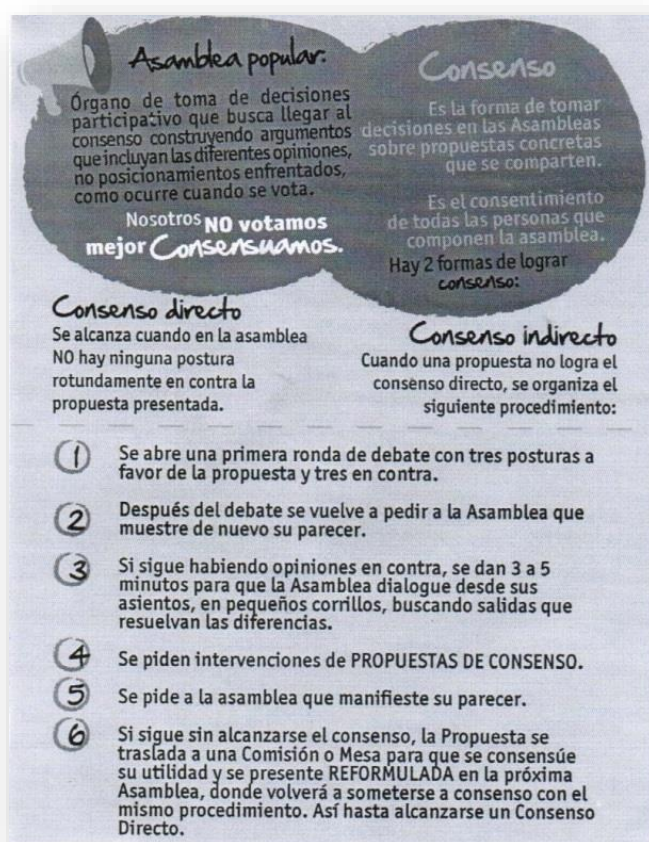 Asamblea popular:
Órgano de toma de decisiones
participativo que busca llegar al
consenso construyendo argumentos
que incluyan las diferentes opiniones,
no posicionamientos enfrentados,
como ocurre cuando se vota.
Nosotros NO votamos
mejor Consensuamos.
Consenso
Es la forma de tomar
decisiones en las Asambleas
sobre propuestas concretas
que se comparten.
Es el consentimiento
de todas las personas que
componen la asamblea.
Hay 2 formas de lograr
consenso:
Consenso directo
Se alcanza cuando en la asamblea
NO hay ninguna postura
rotundamente en contra la
propuesta presentada.
Consenso indirecto
Cuando una propuesta no logra el
consenso directo, se organiza el
siguiente procedimiento:
1 Se abre una primera ronda de debate con tres posturas a
favor de la propuesta y tres en contra.
2 Después del debate se vuelve a pedir a la Asamblea que
muestre de nuevo su parecer.
3 Si sigue habiendo opiniones en contra, se dan 3 a 5
minutos para que la Asamblea dialogue desde sus
asientos, en pequeños corrillos, buscando salidas que
resuelvan las diferencias.
4 Se piden intervenciones de PROPUESTAS DE CONSENSO.
5 Se pide a la asamblea que manifieste su parecer.
6 Si sigue sin alcanzarse el consenso, la Propuesta se
traslada a una Comisión o Mesa para que se consensúe
su utilidad y se presente REFORMULADA en la próxima
Asamblea, donde volverá a someterse a consenso con el
mismo procedimiento. Así hasta alcanzarse un Consenso
Directo.